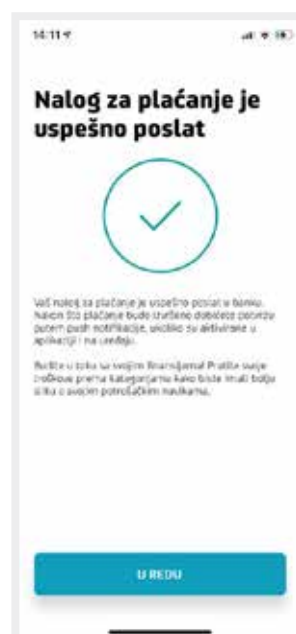 14:11
Nalog za plaćanje je
uspešno poslat
Vaš nalog za plaćanje je uspešno poslat u banku.
Nakon što plaćanje bude izvršeno dobićete potvrdu
putem push notifikacije, ukoliko su aktivirane u
aplikaciji i na uređaju.
Budite u toku sa svojim finansijama! Pratite svoje
troškove prema kategorijama kako biste imali bolju
sliku o svojim potrošačkim navikama.
U REDU